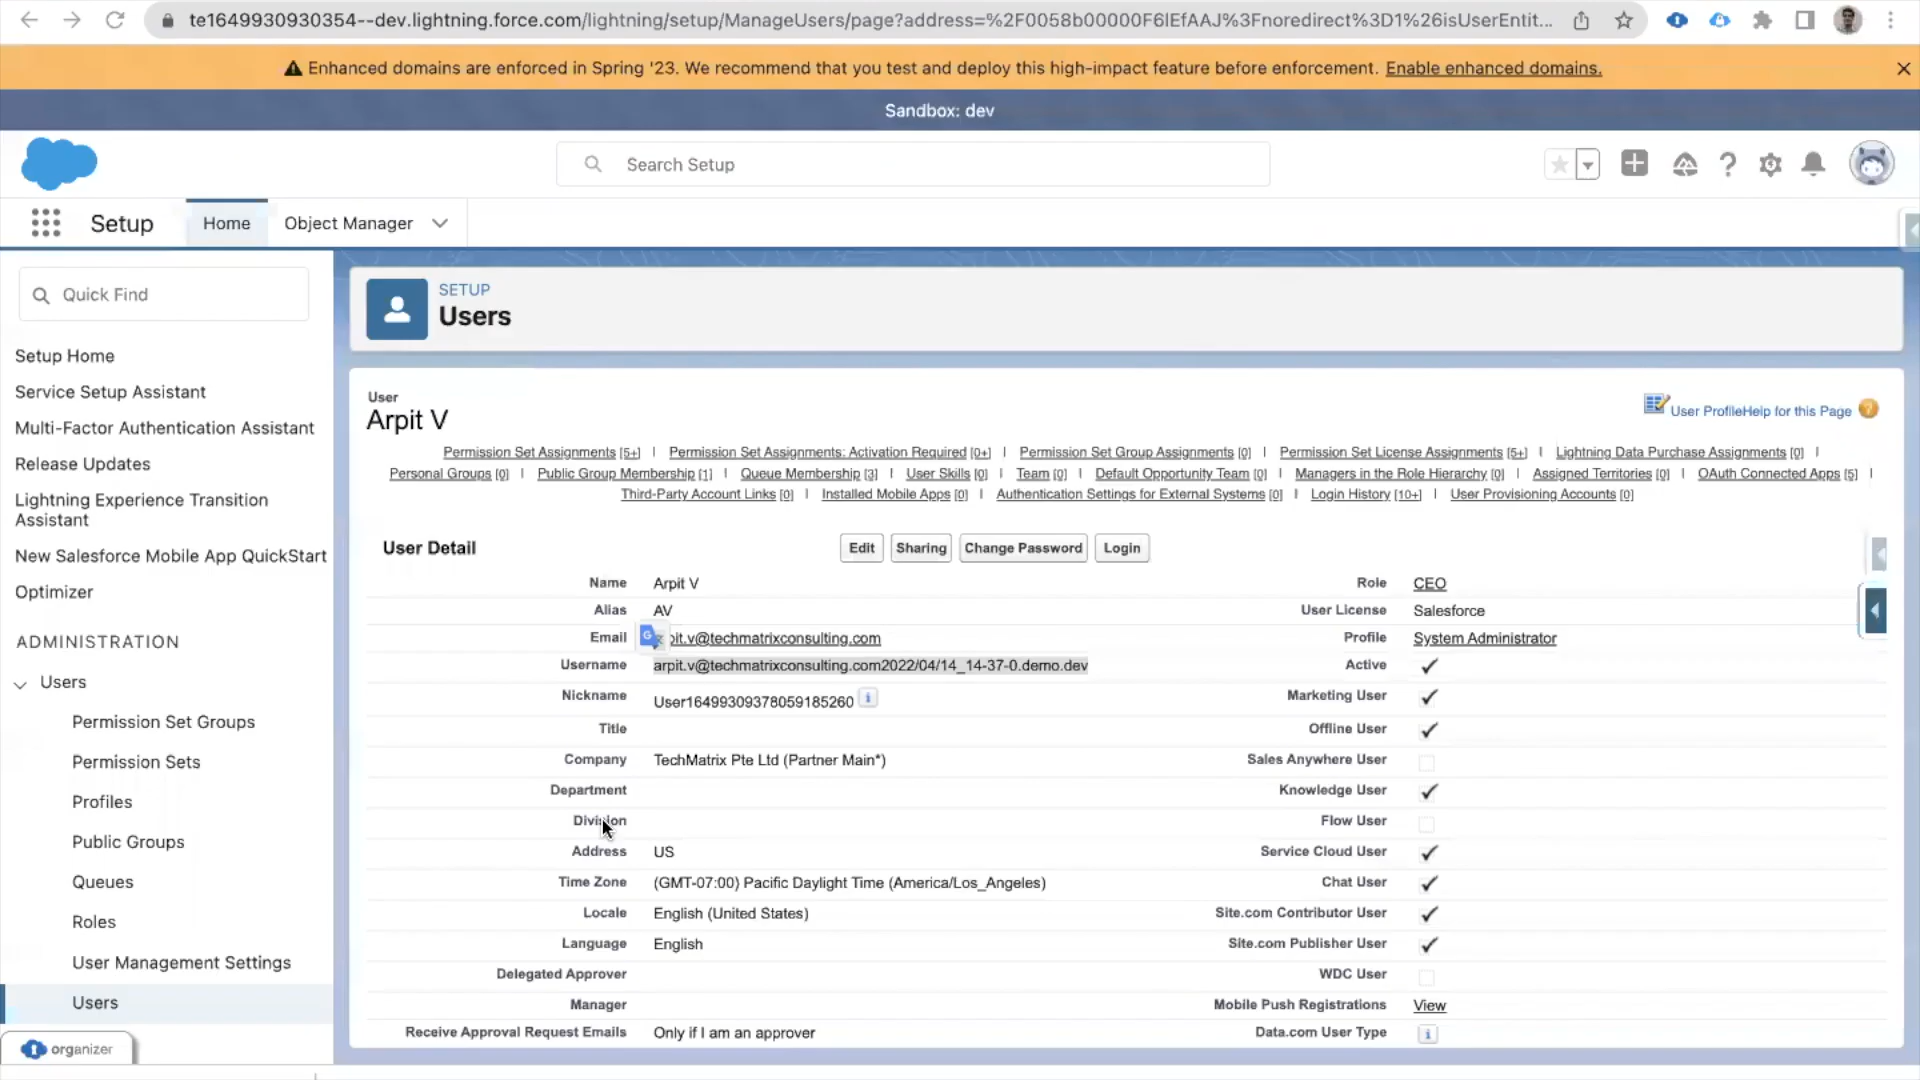 te1649930930354--dev.lightning.force.com/lightning/setup/ManageUsers/page?address=%2F0058b00000F6IEfAAJ%3Fnoredirect%3D1%26isUserEntit...
Enhanced domains are enforced in Spring '23. We recommend that you test and deploy this high-impact feature before enforcement. Enable enhanced domains.
Sandbox: dev
Search Setup
Setup Home Object Manager
Quick Find
SETUP
Users
Setup Home
Service Setup Assistant
Multi-Factor Authentication Assistant
Release Updates
Lightning Experience Transition
Assistant
New Salesforce Mobile App QuickStart
Optimizer
ADMINISTRATION
Users
Permission Set Groups
Permission Sets
Profiles
Public Groups
Queues
Roles
User Management Settings
Users
organizer
User
Arpit V
User ProfileHelp for this Page ?
Permission Set Assignments [5+] | Permission Set Assignments: Activation Required [0+] | Permission Set Group Assignments [0] | Permission Set License Assignments [5+] | Lightning Data Purchase Assignments [0] |
Personal Groups [0] | Public Group Membership [1] | Queue Membership [3] | User Skills [0] | Team [0] | Default Opportunity Team [0] | Managers in the Role Hierarchy [0] | Assigned Territories [0] | OAuth Connected Apps [5] |
Third-Party Account Links [0] | Installed Mobile Apps [0] | Authentication Settings for External Systems [0] | Login History [10+] | User Provisioning Accounts [0]
User Detail Edit Sharing Change Password Login
Name Arpit V Role CEO
Alias AV User License Salesforce
Email pit.v@techmatrixconsulting.com Profile System Administrator
Username arpit.v@techmatrixconsulting.com2022/04/14_14-37-0.demo.dev Active
Nickname User16499309378059185260 i Marketing User
Title Offline User
Company TechMatrix Pte Ltd (Partner Main*) Sales Anywhere User
Department Knowledge User
Division Flow User
Address US Service Cloud User
Time Zone (GMT-07:00) Pacific Daylight Time (America/Los_Angeles) Chat User
Locale English (United States) Site.com Contributor User
Language English Site.com Publisher User
Delegated Approver WDC User
Manager Mobile Push Registrations View
Receive Approval Request Emails Only if I am an approver Data.com User Type i